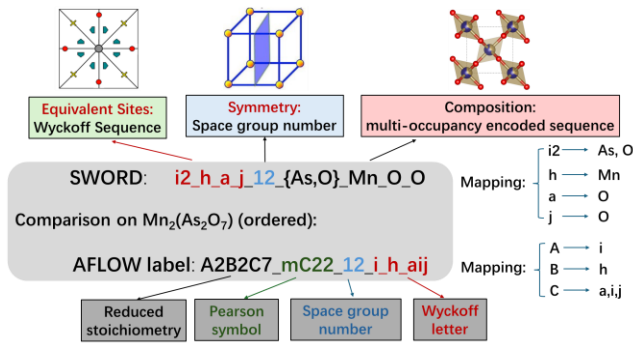 Equivalent Sites:
Wyckoff Sequence
Symmetry:
Space group number
Composition:
multi-occupancy encoded sequence
SWORD: i2_h_a_j_12_{As,O}_Mn_O_O
Comparison on Mn₂(As₂O₇) (ordered):
AFLOW label: A2B2C7_mC22_12_i_h_aij
Mapping:
i2 → As, O
h → Mn
a → O
j → O
Mapping:
A → i
B → h
C → a,i,j
Reduced
stoichiometry
Pearson
symbol
Space group
number
Wyckoff
letter